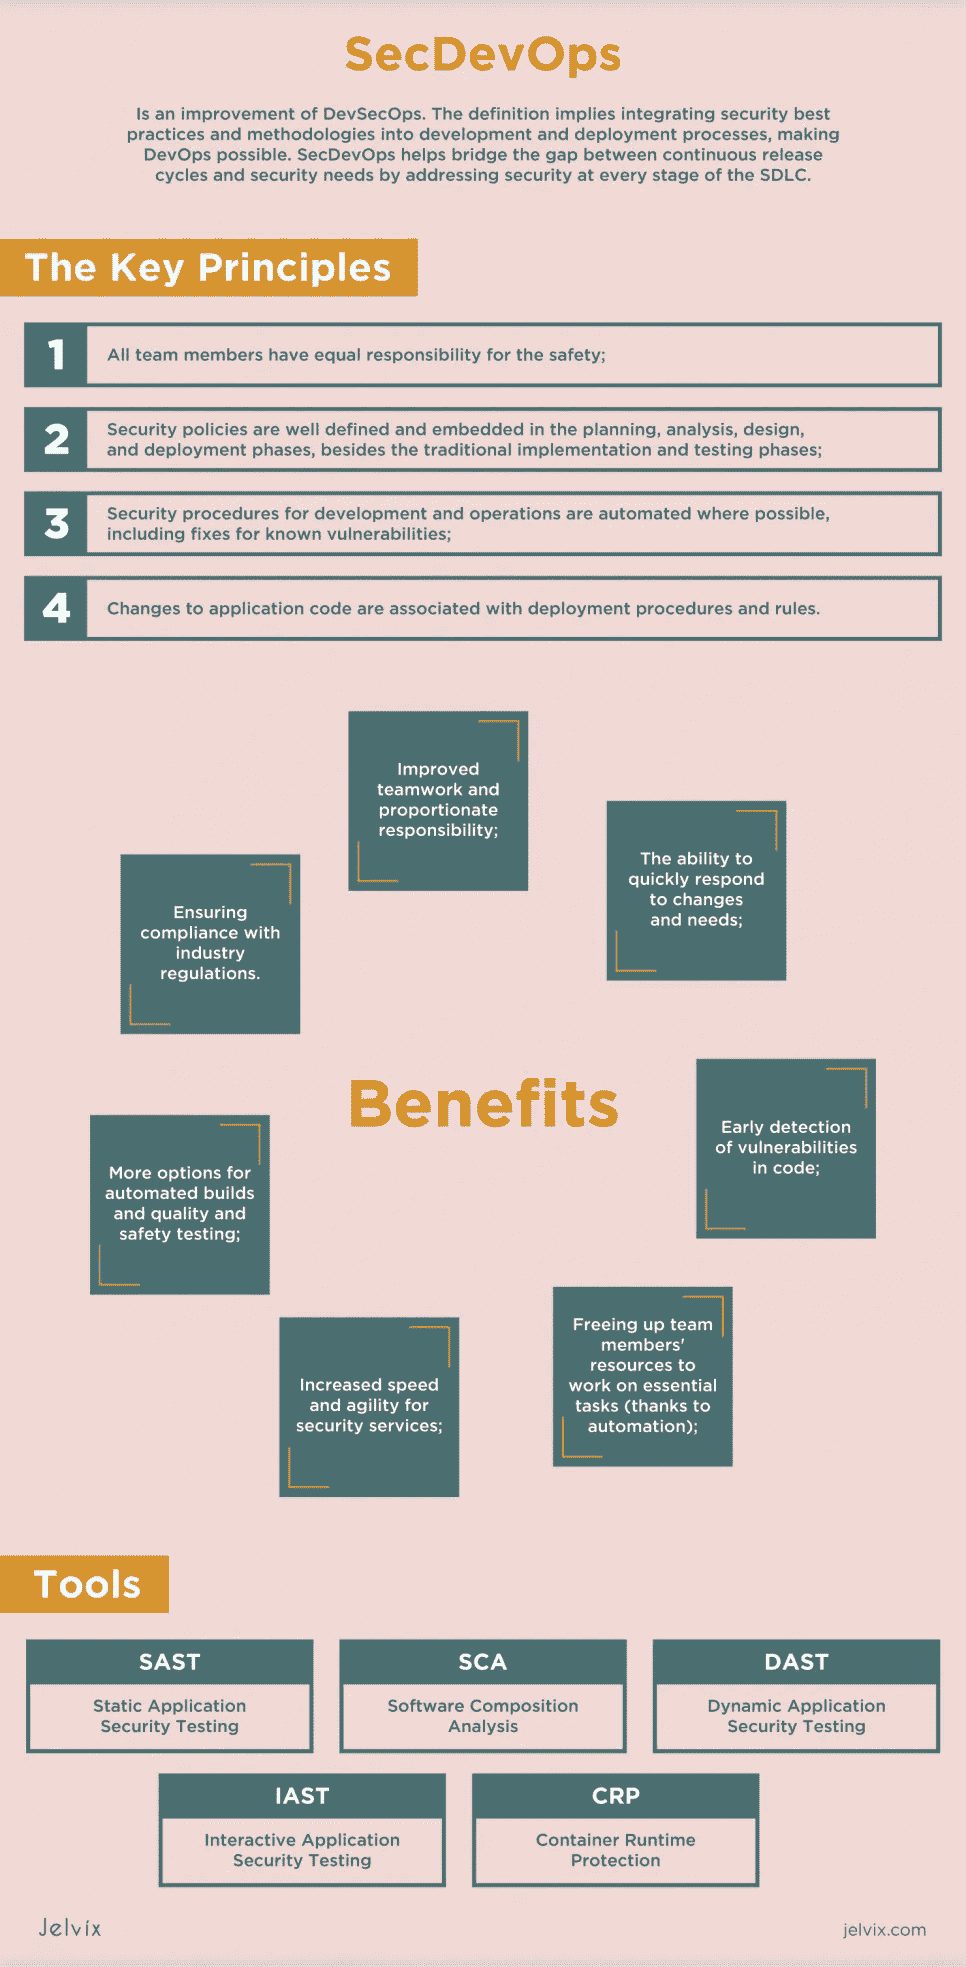 SecDevOps
Is an improvement of DevSecOps. The definition implies integrating security best
practices and methodologies into development and deployment processes, making
DevOps possible. SecDevOps helps bridge the gap between continuous release
cycles and security needs by addressing security at every stage of the SDLC.
The Key Principles
1
All team members have equal responsibility for the safety;
2
Security policies are well defined and embedded in the planning, analysis, design,
and deployment phases, besides the traditional implementation and testing phases;
3
Security procedures for development and operations are automated where possible,
including fixes for known vulnerabilities;
4
Changes to application code are associated with deployment procedures and rules.
Benefits
Improved
teamwork and
proportionate
responsibility;
The ability to
quickly respond
to changes
and needs;
Early detection
of vulnerabilities
in code;
Freeing up team
members'
resources to
work on essential
tasks (thanks to
automation);
Increased speed
and agility for
security services;
More options for
automated builds
and quality and
safety testing;
Ensuring
compliance with
industry
regulations.
Tools
SAST
Static Application
Security Testing
SCA
Software Composition
Analysis
DAST
Dynamic Application
Security Testing
IAST
Interactive Application
Security Testing
CRP
Container Runtime
Protection
Jelvix
jelvix.com